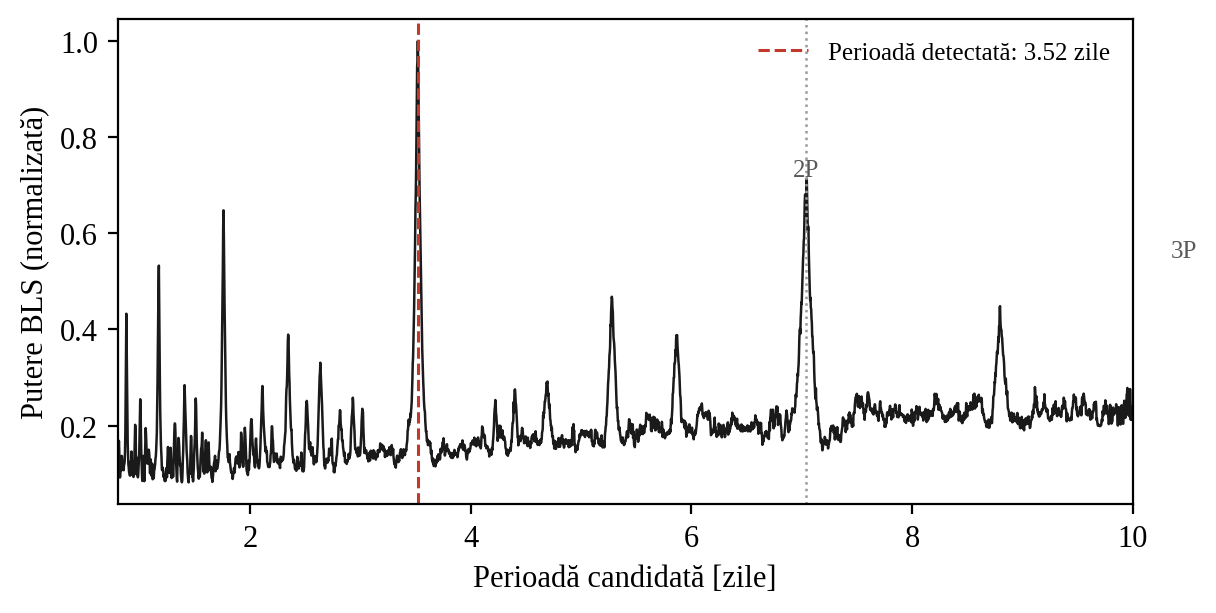 1.0
0.8
0.6
0.4
0.2
Putere BLS (normalizată)
Perioadă detectată: 3.52 zile
2P
3P
2 4 6 8 10
Perioadă candidată [zile]